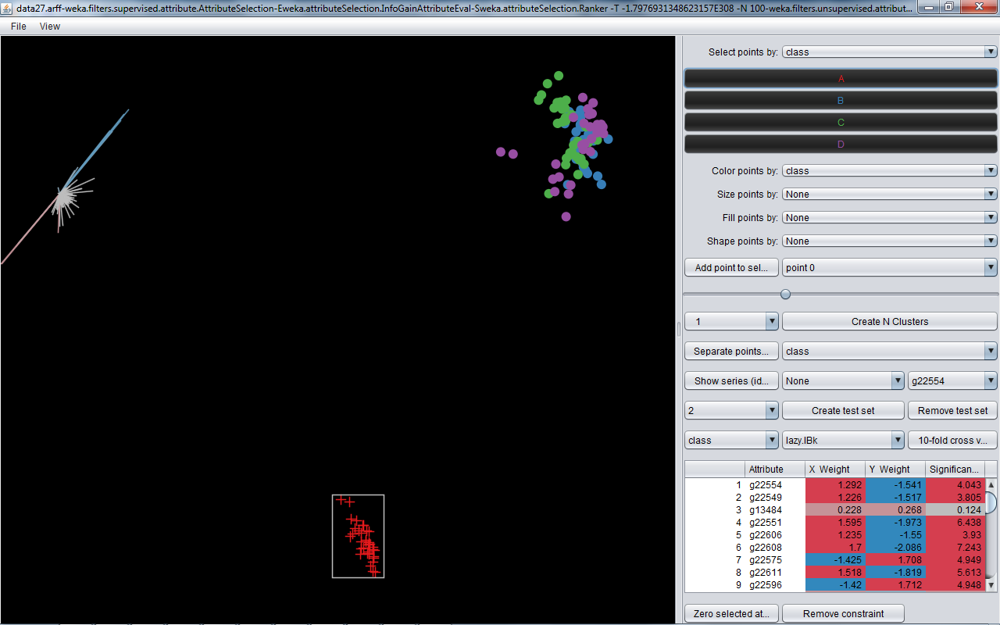 data27.arff-weka.filters.supervised.attribute.AttributeSelection-Eweka.attributeSelection.InfoGainAttributeEval-Sweka.attributeSelection.Ranker -T -1.7976931348623157E308 -N 100-weka.filters.unsupervised.attribut...
File View
Select points by: class
A
B
C
D
Color points by: class
Size points by: None
Fill points by: None
Shape points by: None
Add point to sel... point 0
1 Create N Clusters
Separate points... class
Show series (id... None g22554
2 Create test set Remove test set
class lazy.IBk 10-fold cross v...
Attribute X Weight Y Weight Significan...
1 g22554 1.292 -1.541 4.043
2 g22549 1.226 -1.517 3.805
3 g13484 0.228 0.268 0.124
4 g22551 1.595 -1.973 6.438
5 g22606 1.235 -1.55 3.93
6 g22608 1.7 -2.086 7.243
7 g22575 -1.425 1.708 4.949
8 g22611 1.518 -1.819 5.613
9 g22596 -1.42 1.712 4.948
Zero selected at... Remove constraint